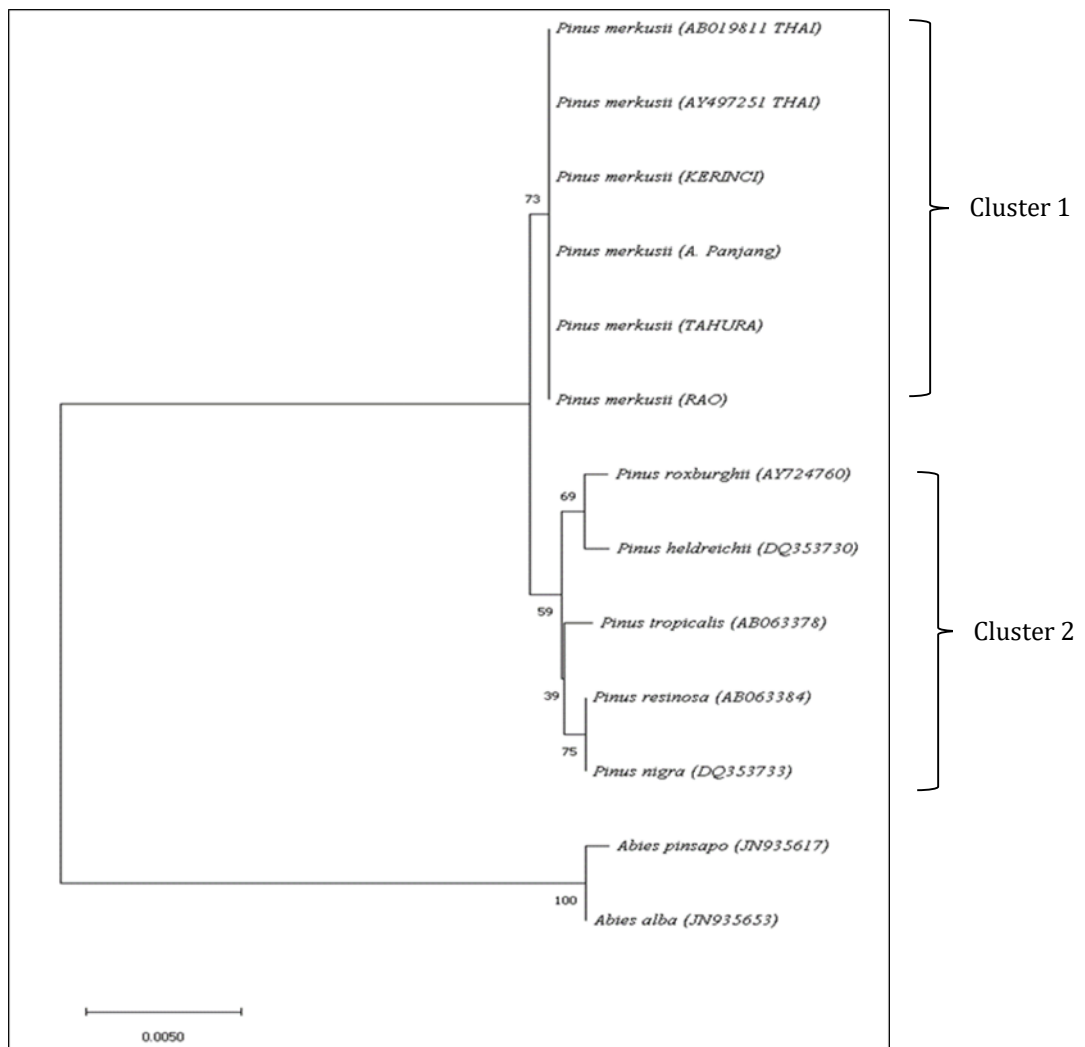 Pinus merkusii (AB019811 THAI)
Pinus merkusii (AY497251 THAI)
Pinus merkusii (KERINCI)
73
Cluster 1
Pinus merkusii (A. Panjang)
Pinus merkusii (TAHURA)
Pinus merkusii (RAO)
Pinus roxburghii (AY724760)
69
Pinus heldreichii (DQ353730)
59
Pinus tropicalis (AB063378)
Cluster 2
39
Pinus resinosa (AB063384)
75
Pinus nigra (DQ353733)
Abies pinsapo (JN935617)
100
Abies alba (JN935653)
0.0050